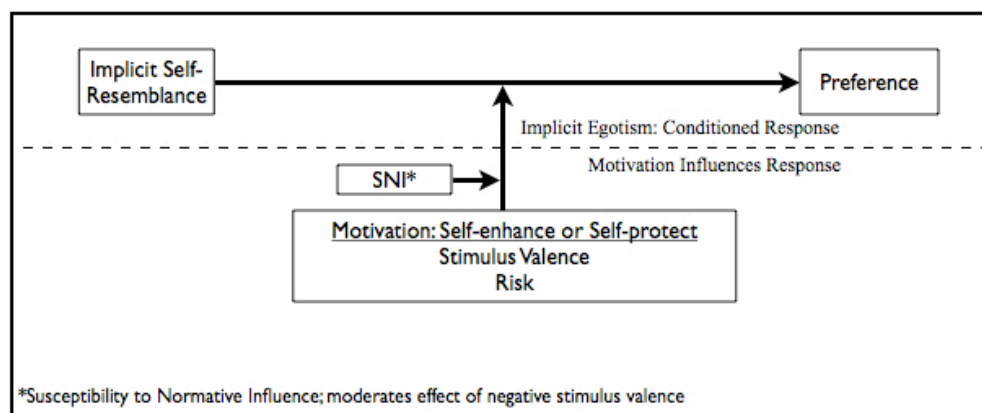 Implicit Self-
Resemblance
Preference
Implicit Egotism: Conditioned Response
Motivation Influences Response
SNI*
Motivation: Self-enhance or Self-protect
Stimulus Valence
Risk
*Susceptibility to Normative Influence; moderates effect of negative stimulus valence